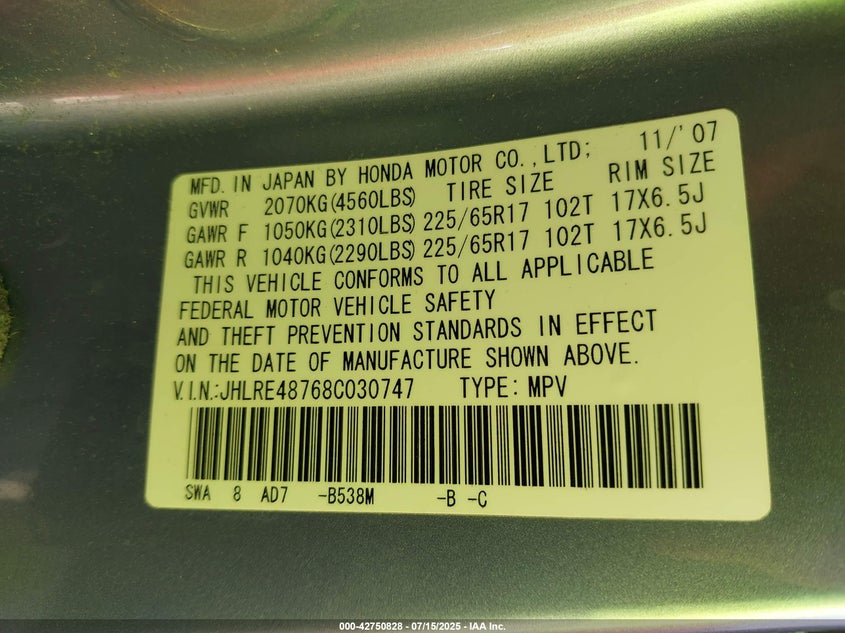 MFD. IN JAPAN BY HONDA MOTOR CO., LTD; 11/'07
GVWR 2070KG(4560LBS) TIRE SIZE RIM SIZE
GAWR F 1050KG(2310LBS) 225/65R17 102T 17X6.5J
GAWR R 1040KG(2290LBS) 225/65R17 102T 17X6.5J
THIS VEHICLE CONFORMS TO ALL APPLICABLE
FEDERAL MOTOR VEHICLE SAFETY
AND THEFT PREVENTION STANDARDS IN EFFECT
ON THE DATE OF MANUFACTURE SHOWN ABOVE.
V.I.N.:JHLRE48768C030747 TYPE: MPV
SWA 8 AD7 -B538M -B -C
000-42750828 - 07/15/2025 - IAA Inc.